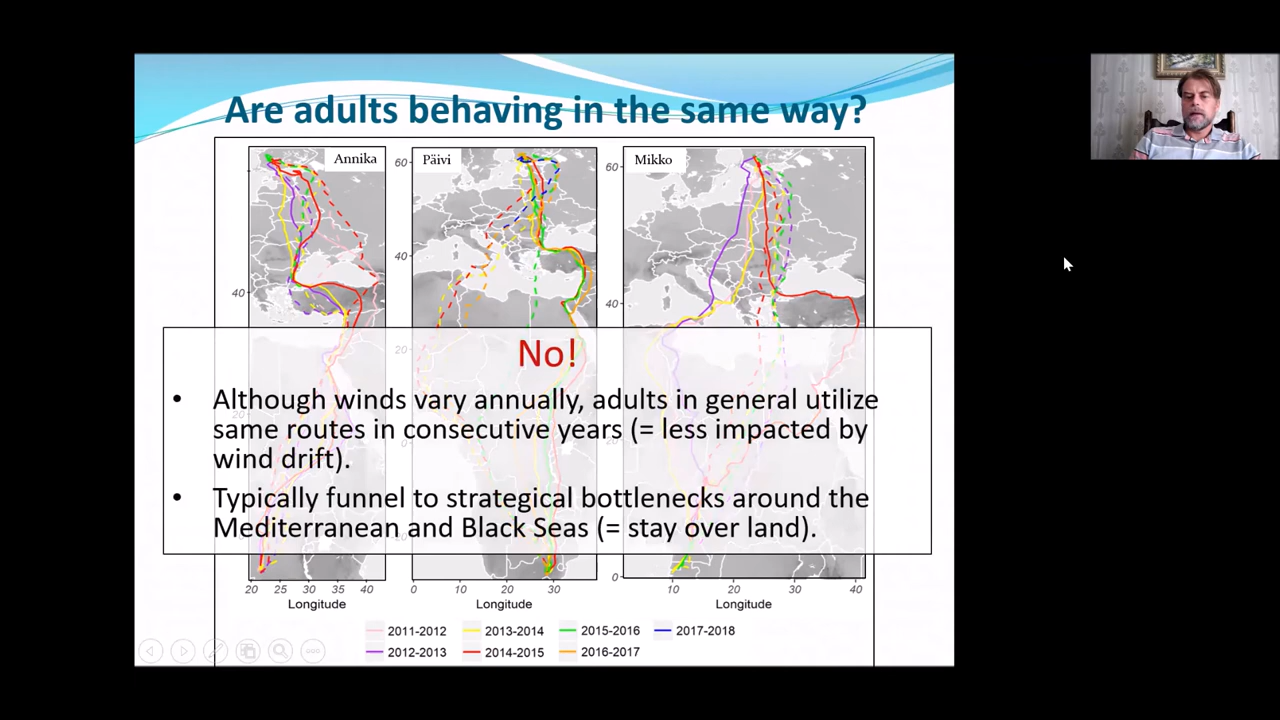 Are adults behaving in the same way?
Annika
Päivi
Mikko
60
60
40
40
40
20
20
20
0
0
No!
• Although winds vary annually, adults in general utilize
same routes in consecutive years (= less impacted by
wind drift).
• Typically funnel to strategical bottlenecks around the
Mediterranean and Black Seas (= stay over land).
20 25 30 35 40
0 10 20 30
10 20 30 40
Longitude
Longitude
Longitude
2011-2012 2013-2014 2015-2016 2017-2018
2012-2013 2014-2015 2016-2017